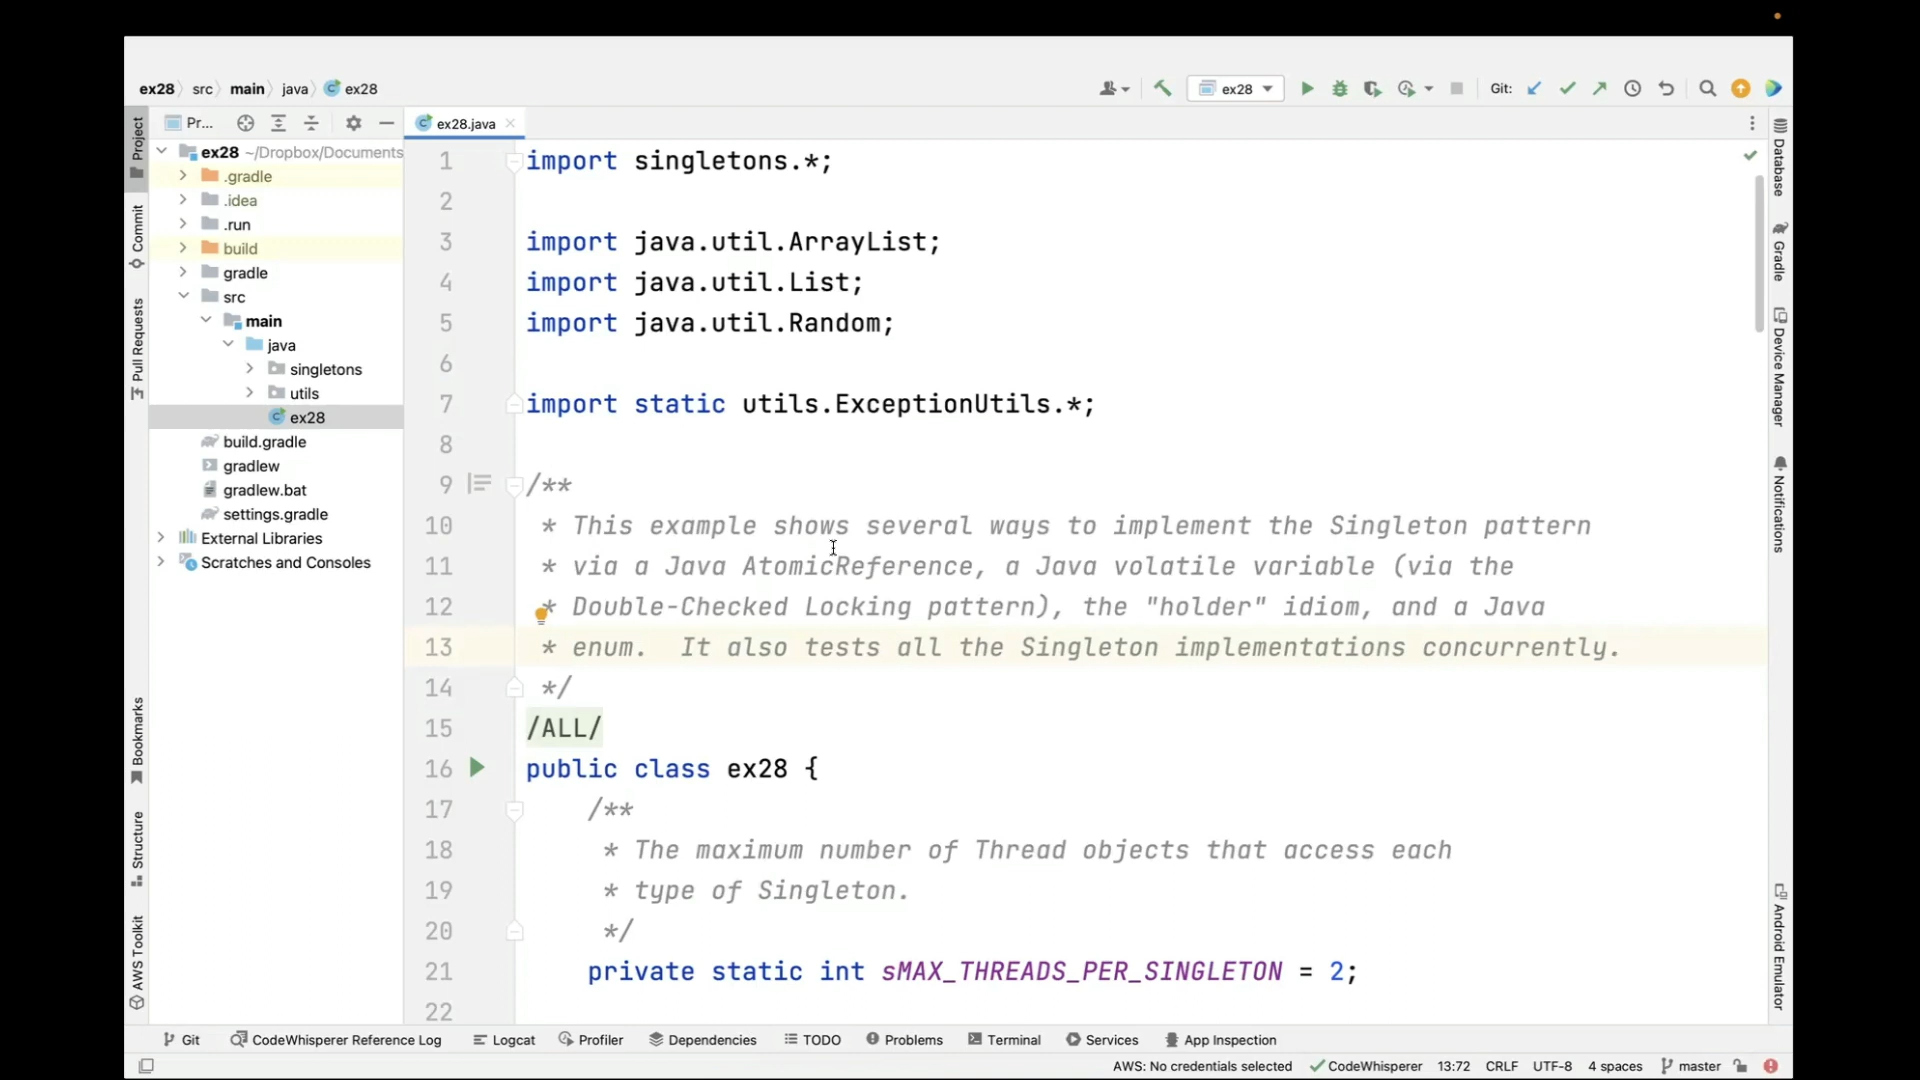 ex28 src main java ex28
ex28 Git:
Pr... ex28.java
Project
Commit
Pull Requests
Bookmarks
Structure
AWS Toolkit
ex28 ~/Dropbox/Documents
.gradle
.idea
.run
build
gradle
src
main
java
singletons
utils
ex28
build.gradle
gradlew
gradlew.bat
settings.gradle
External Libraries
Scratches and Consoles
1 import singletons.*;
2
3 import java.util.ArrayList;
4 import java.util.List;
5 import java.util.Random;
6
7 import static utils.ExceptionUtils.*;
8
9 /**
10 * This example shows several ways to implement the Singleton pattern
11 * via a Java AtomicReference, a Java volatile variable (via the
12 * Double-Checked Locking pattern), the "holder" idiom, and a Java
13 * enum.  It also tests all the Singleton implementations concurrently.
14 */
15 /ALL/
16 public class ex28 {
17 /**
18 * The maximum number of Thread objects that access each
19 * type of Singleton.
20 */
21 private static int sMAX_THREADS_PER_SINGLETON = 2;
22
Database
Gradle
Device Manager
Notifications
Android Emulator
Git CodeWhisperer Reference Log Logcat Profiler Dependencies TODO Problems Terminal Services App Inspection
AWS: No credentials selected CodeWhisperer 13:72 CRLF UTF-8 4 spaces master